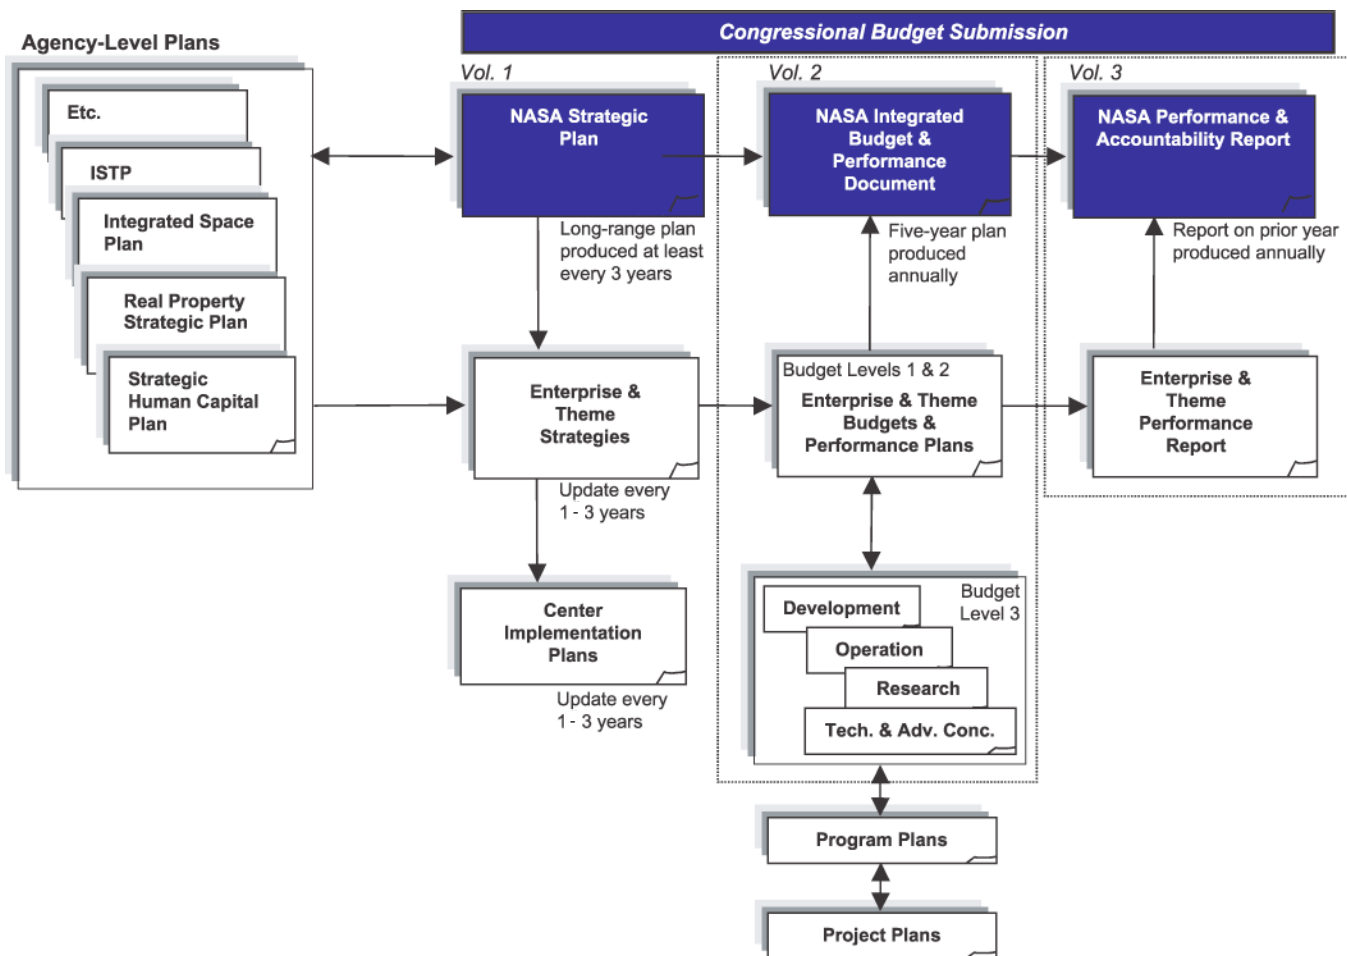 Congressional Budget Submission
Agency-Level Plans
Etc.
ISTP
Integrated Space
Plan
Real Property
Strategic Plan
Strategic
Human Capital
Plan
Vol. 1
NASA Strategic
Plan
Long-range plan
produced at least
every 3 years
Enterprise &
Theme
Strategies
Update every
1 - 3 years
Center
Implementation
Plans
Update every
1 - 3 years
Vol. 2
NASA Integrated
Budget &
Performance
Document
Five-year plan
produced
annually
Budget Levels 1 & 2
Enterprise & Theme
Budgets &
Performance Plans
Budget
Level 3
Development
Operation
Research
Tech. & Adv. Conc.
Program Plans
Project Plans
Vol. 3
NASA Performance &
Accountability Report
Report on prior year
produced annually
Enterprise &
Theme
Performance
Report